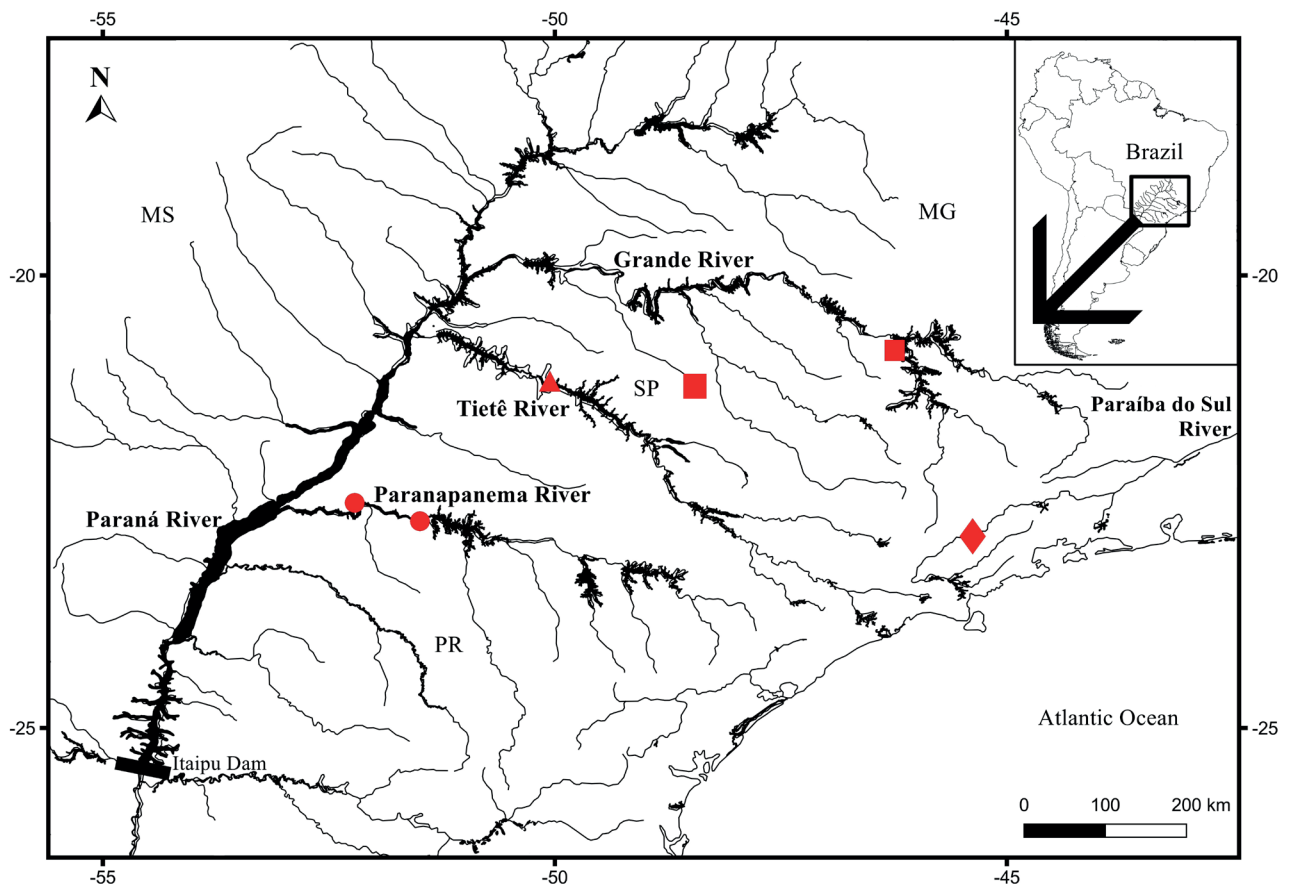 -55
-50
-45
N
Brazil
MS
MG
-20
Grande River
-20
SP
Tietê River
Paraíba do Sul
River
Paranapanema River
Paraná River
PR
-25
Atlantic Ocean
-25
Itaipu Dam
0
100
200 km
-55
-50
-45